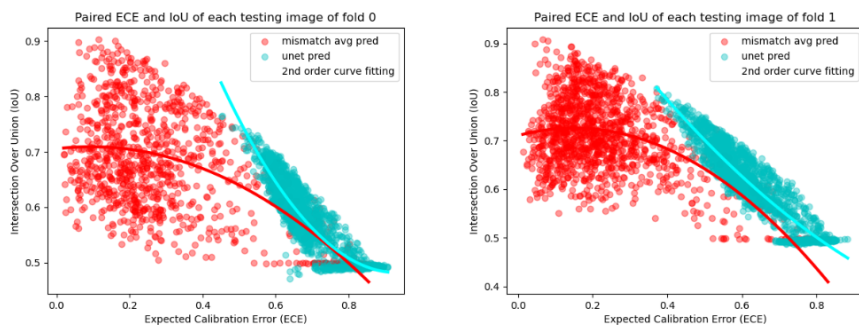 Paired ECE and IoU of each testing image of fold 0
mismatch avg pred
unet pred
2nd order curve fitting
Intersection Over Union (IoU)
0.9
0.8
0.7
0.6
0.5
0.0 0.2 0.4 0.6 0.8
Expected Calibration Error (ECE)
Paired ECE and IoU of each testing image of fold 1
mismatch avg pred
unet pred
2nd order curve fitting
Intersection Over Union (IoU)
0.9
0.8
0.7
0.6
0.5
0.4
0.0 0.2 0.4 0.6 0.8
Expected Calibration Error (ECE)